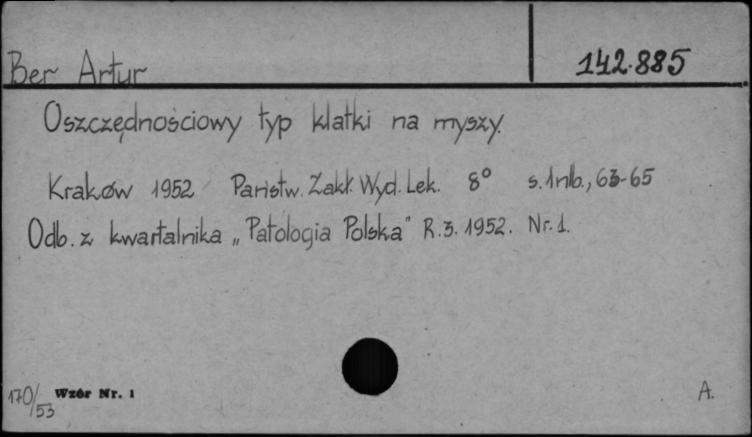 Ber Artur 142.885
Oszczędnościowy typ klatki na myszy.
Kraków 1952 Państw. Zakł. Wyd. Lek. 8° s. 1 nlb., 63-65
Odb. z kwartalnika „Patologia Polska" R.3. 1952. Nr. 1.
170/53 Wzór Nr. 1 A.